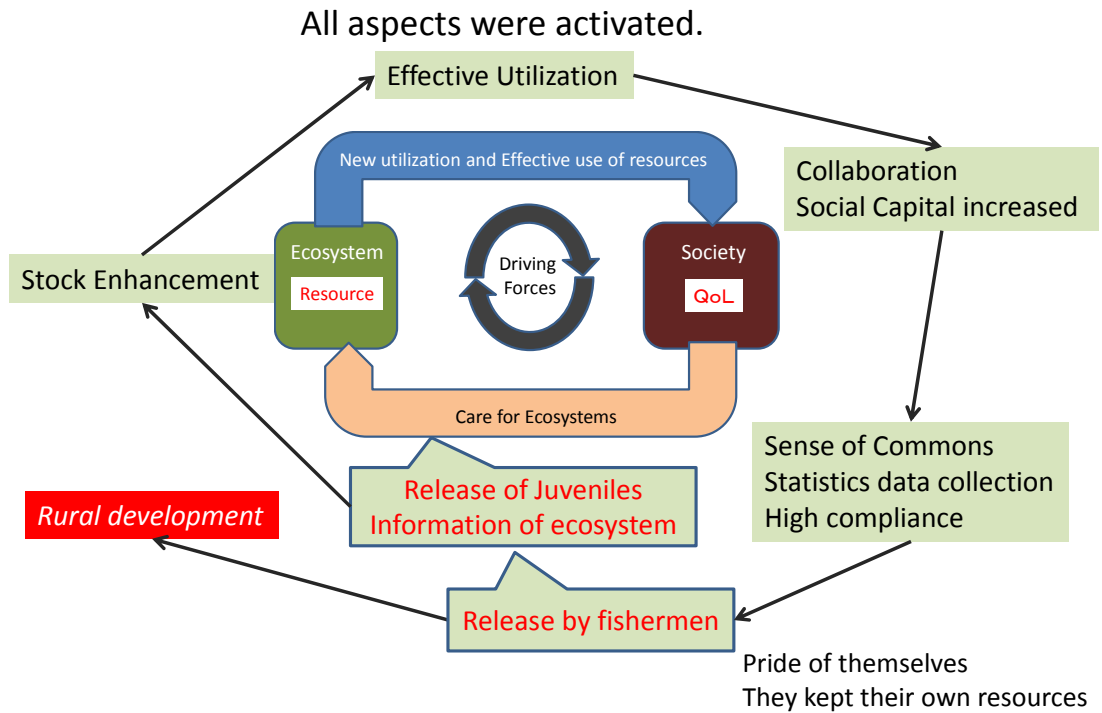 All aspects were activated.
Effective Utilization
New utilization and Effective use of resources
Collaboration
Social Capital increased
Ecosystem
Resource
Driving
Forces
Society
QoL
Stock Enhancement
Care for Ecosystems
Sense of Commons
Statistics data collection
High compliance
Release of Juveniles
Information of ecosystem
Rural development
Release by fishermen
Pride of themselves
They kept their own resources